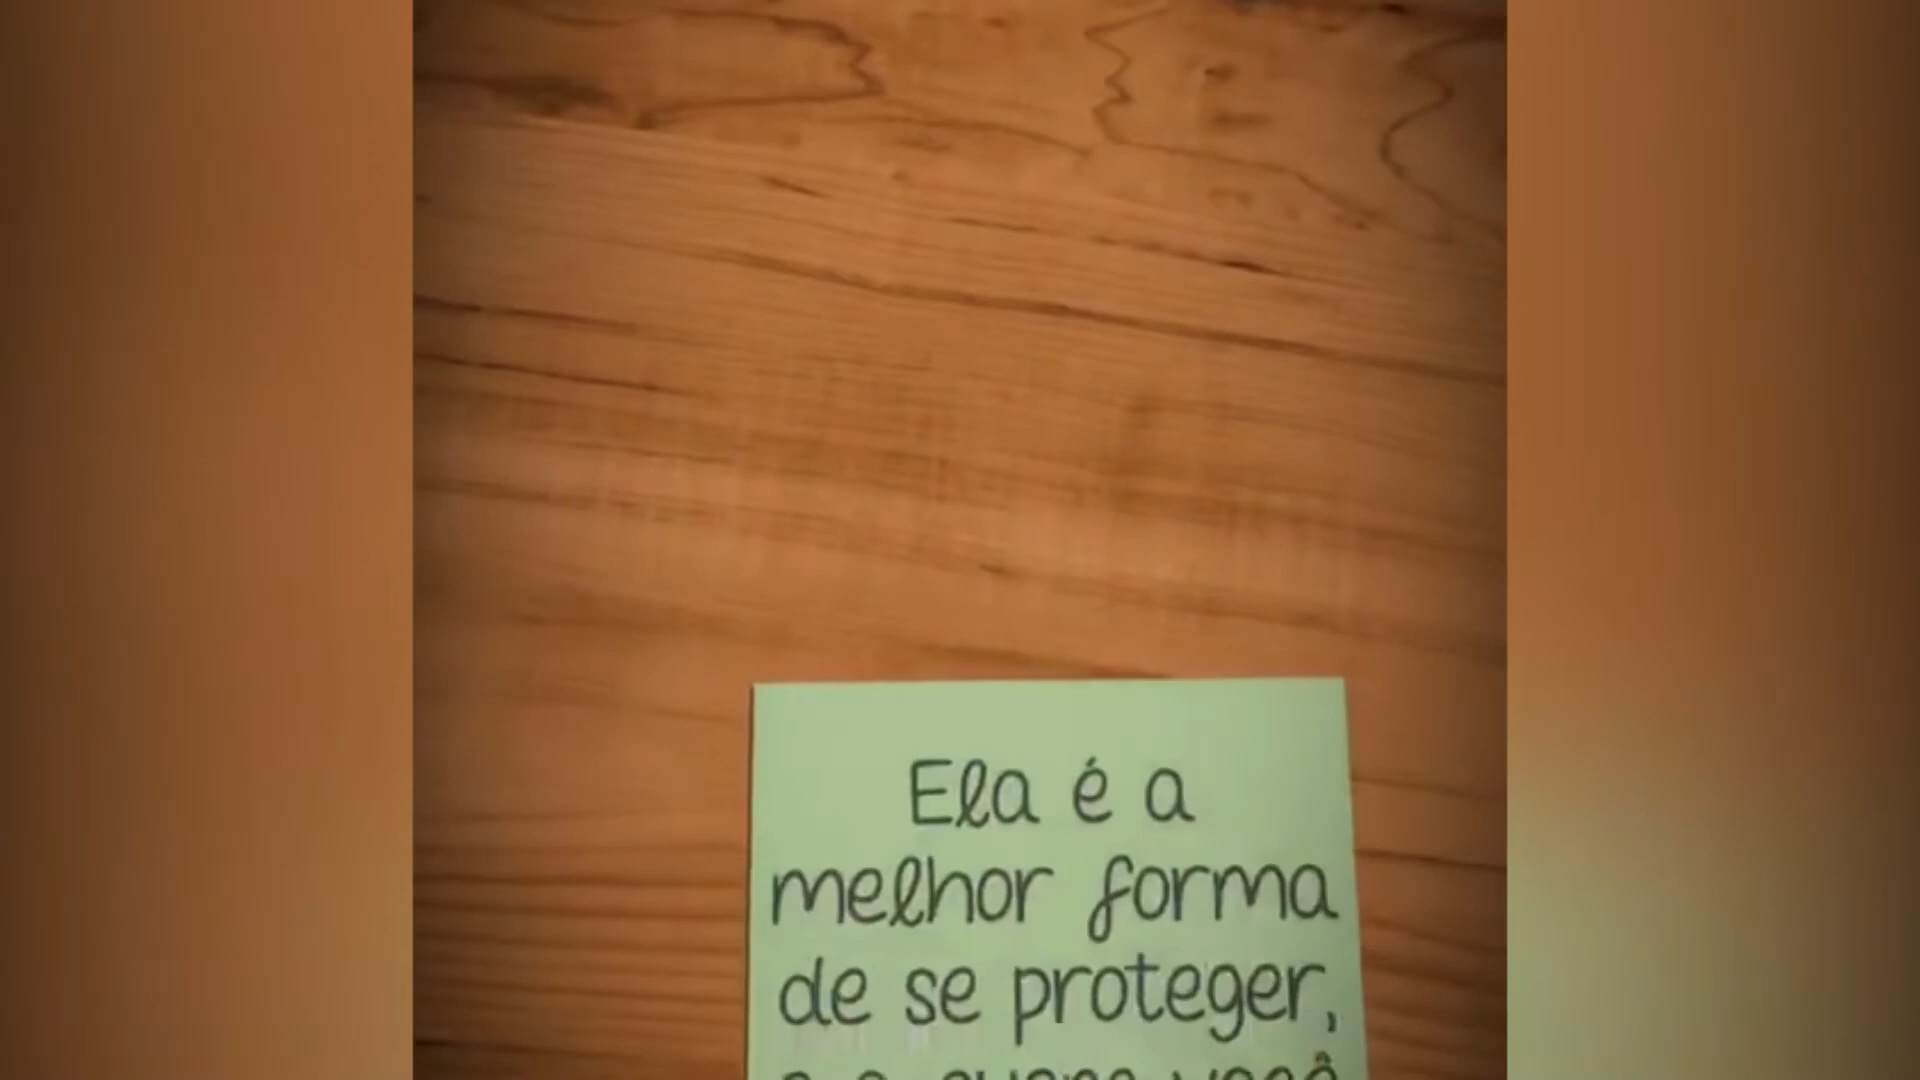 Ela é a
melhor forma
de se proteger,